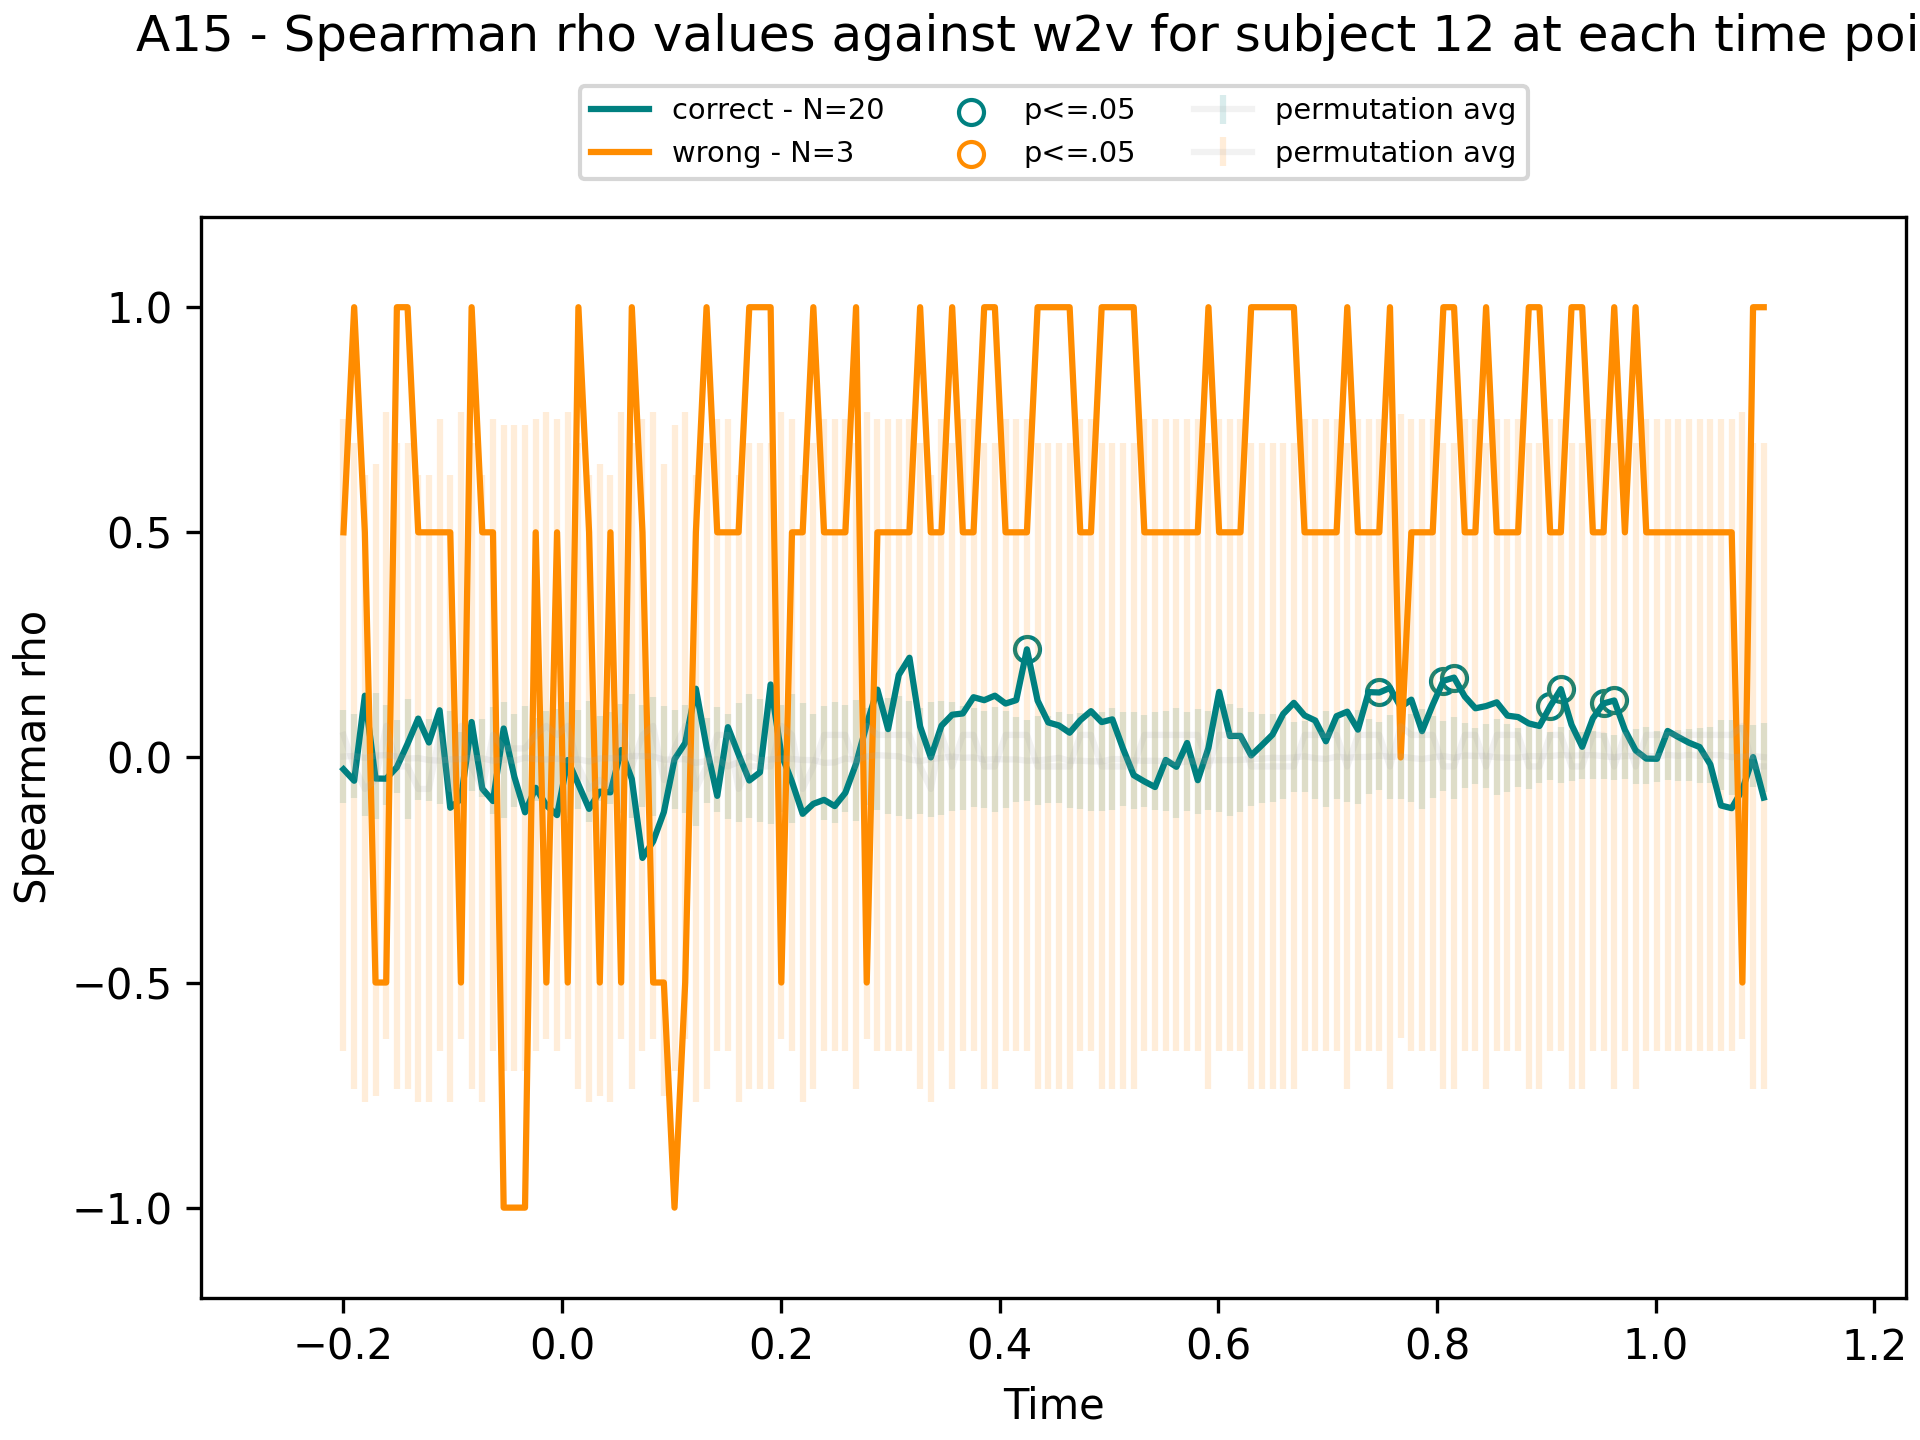 A15 - Spearman rho values against w2v for subject 12 at each time poi
correct - N=20
wrong - N=3
p<=.05
p<=.05
permutation avg
permutation avg
1.0
0.5
0.0
−0.5
−1.0
Spearman rho
−0.2 0.0 0.2 0.4 0.6 0.8 1.0 1.2
Time